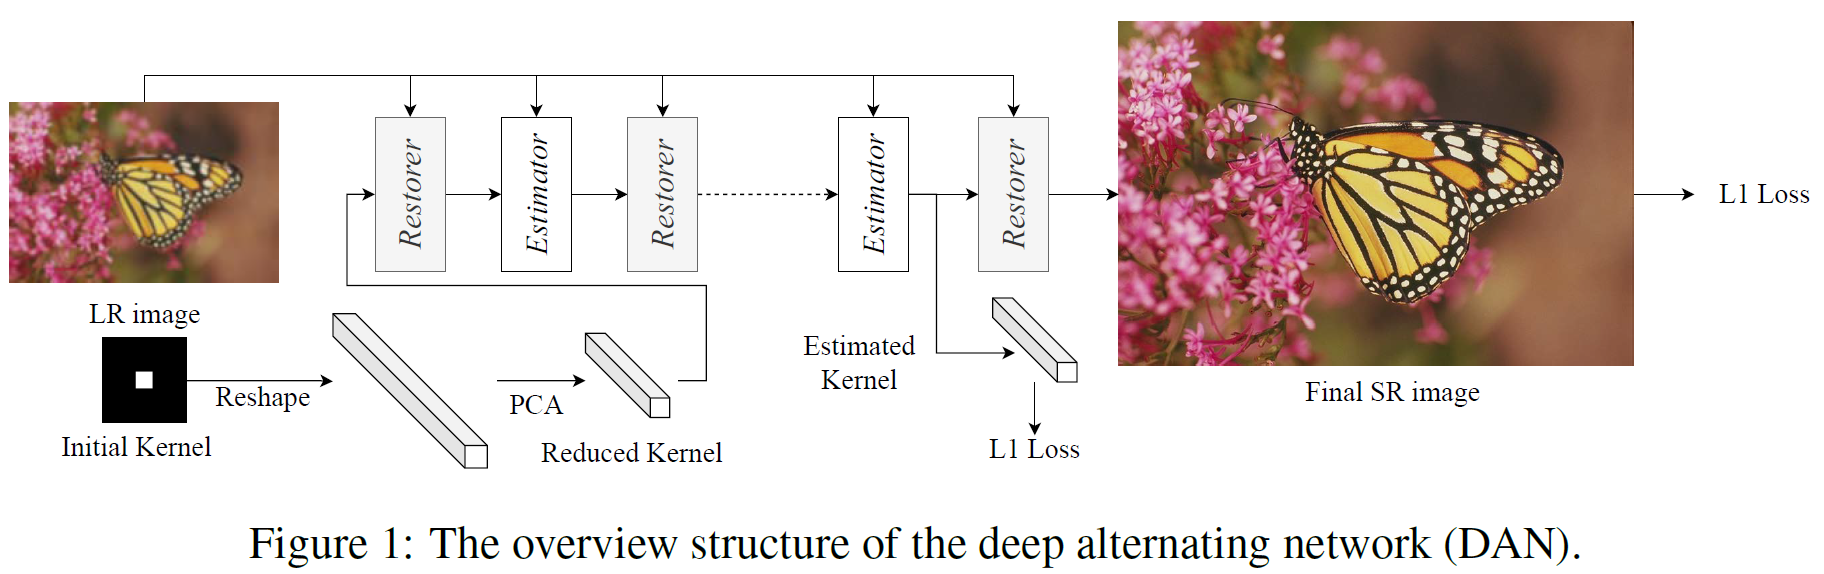 LR image
Initial Kernel
Reshape
PCA
Reduced Kernel
Restorer
Estimator
Restorer
Estimator
Restorer
Estimated
Kernel
L1 Loss
Final SR image
L1 Loss
Figure 1: The overview structure of the deep alternating network (DAN).